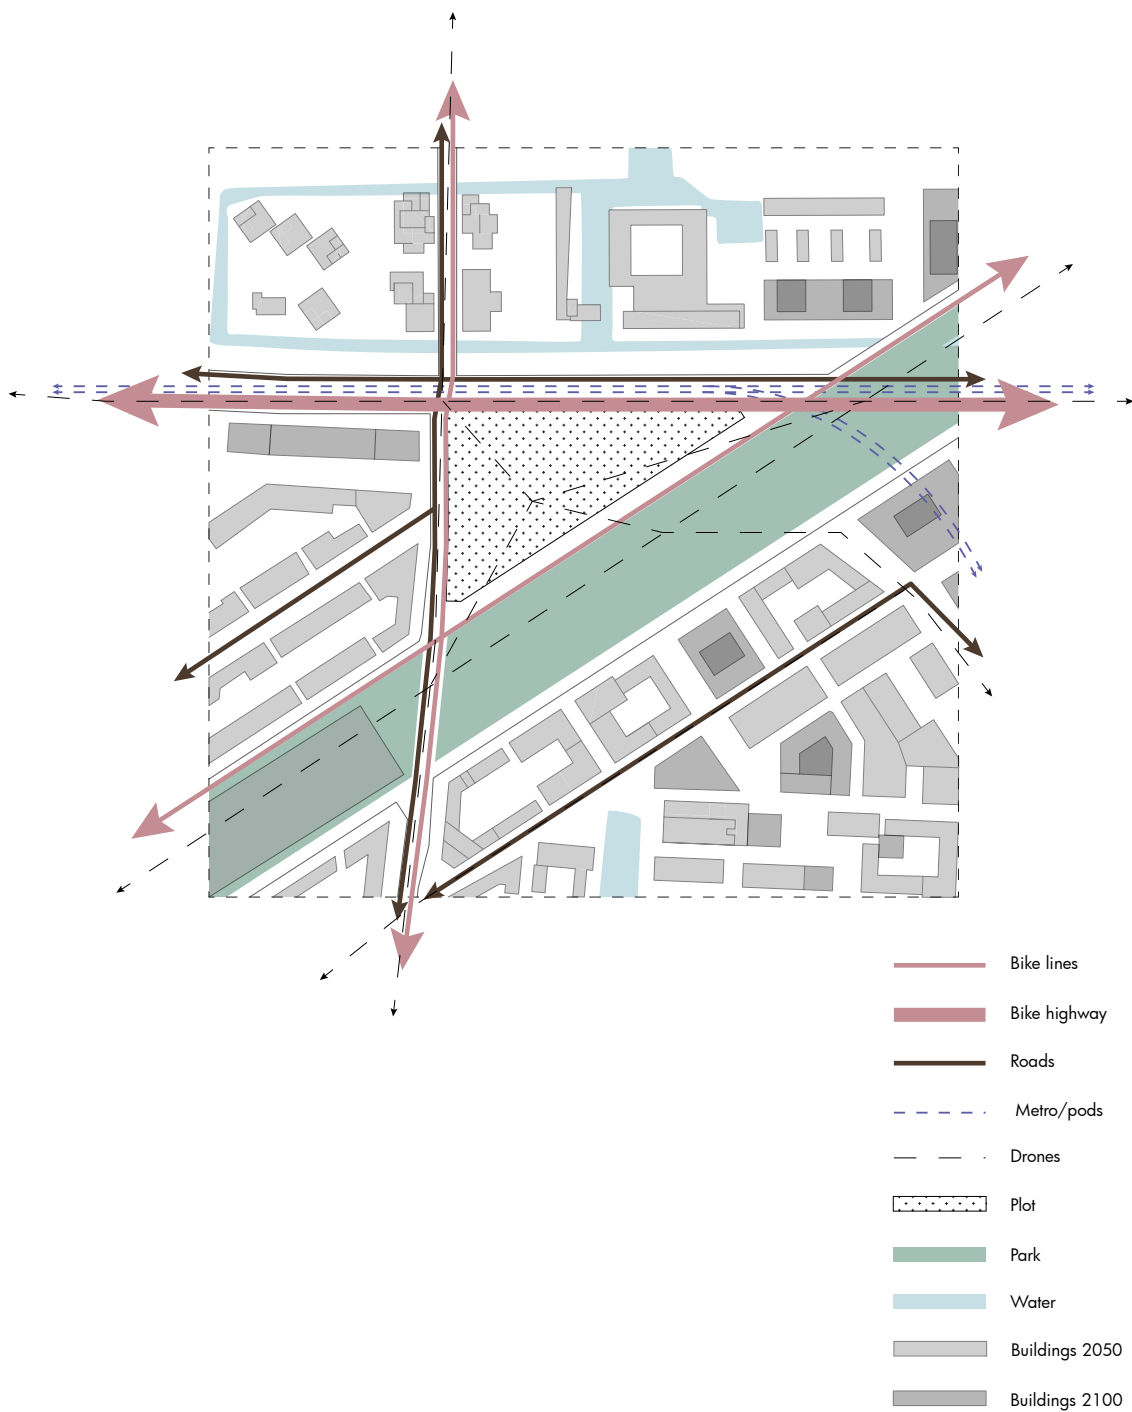 Bike lines
Bike highway
Roads
Metro/pods
Drones
Plot
Park
Water
Buildings 2050
Buildings 2100